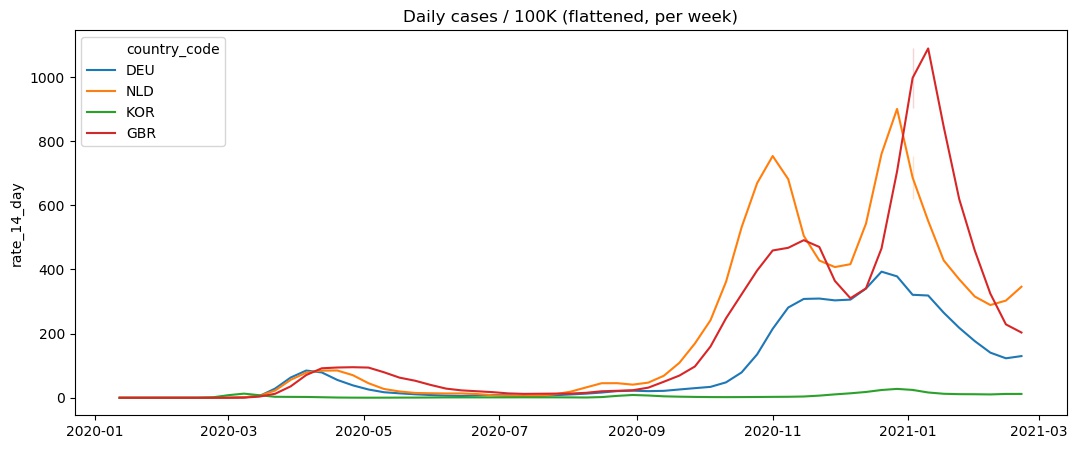 Daily cases / 100K (flattened, per week)
country_code
DEU
NLD
KOR
GBR
rate_14_day
1000
800
600
400
200
0
2020-01 2020-03 2020-05 2020-07 2020-09 2020-11 2021-01 2021-03